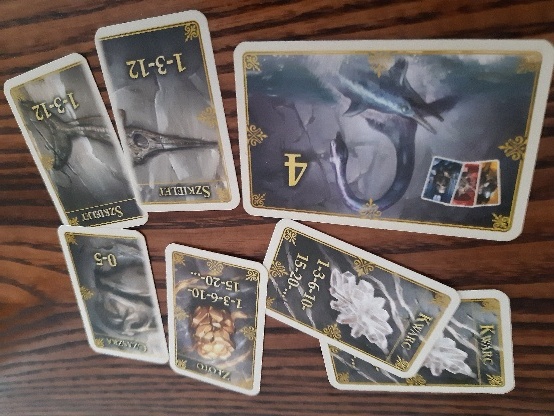 1-3-12
SZKIELET
1-3-12
SZKIELET
4
0-5
CZASZKA
1-3-6-10-
15-20-...
ZŁOTO
1-3-6-10-
15-20-...
KWARC
KWARC